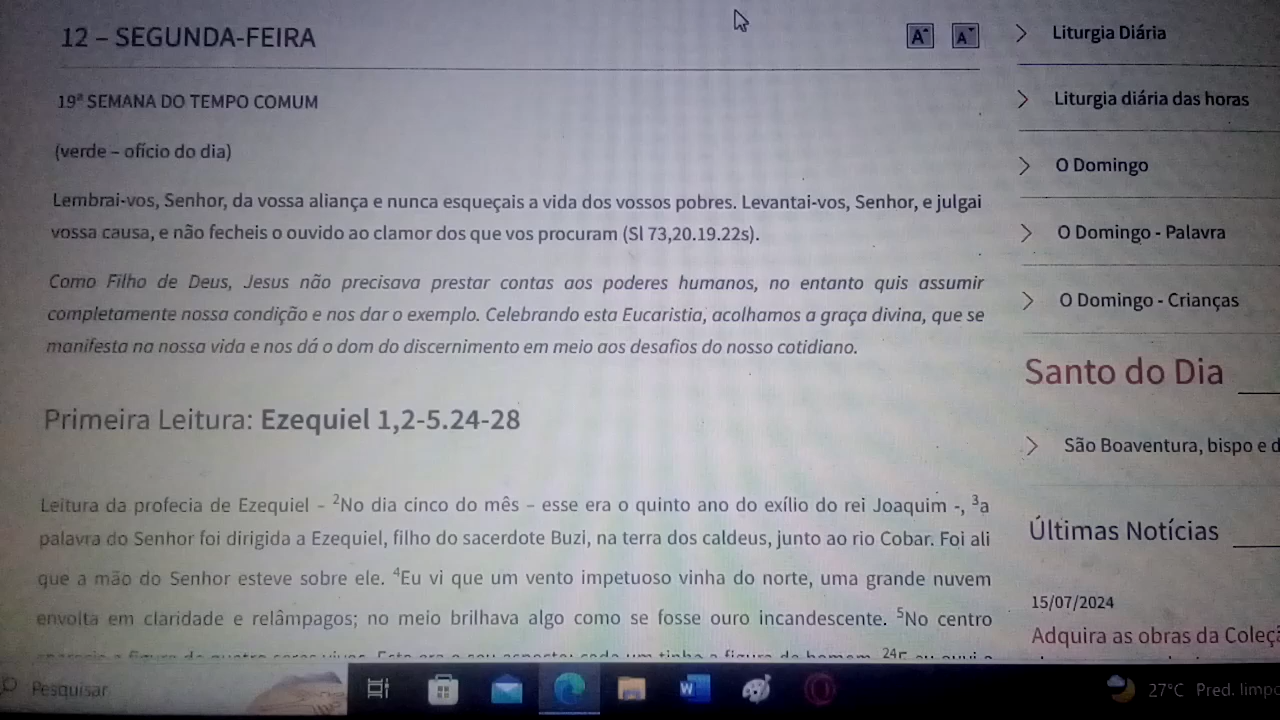 12 – SEGUNDA-FEIRA
19ª SEMANA DO TEMPO COMUM
(verde – ofício do dia)
Lembrai-vos, Senhor, da vossa aliança e nunca esqueçais a vida dos vossos pobres. Levantai-vos, Senhor, e julgai
vossa causa, e não fecheis o ouvido ao clamor dos que vos procuram (Sl 73,20.19.22s).
Como Filho de Deus, Jesus não precisava prestar contas aos poderes humanos, no entanto quis assumir
completamente nossa condição e nos dar o exemplo. Celebrando esta Eucaristia, acolhamos a graça divina, que se
manifesta na nossa vida e nos dá o dom do discernimento em meio aos desafios do nosso cotidiano.
Primeira Leitura: Ezequiel 1,2-5.24-28
Leitura da profecia de Ezequiel – ²No dia cinco do mês – esse era o quinto ano do exílio do rei Joaquim -, ³a
palavra do Senhor foi dirigida a Ezequiel, filho do sacerdote Buzi, na terra dos caldeus, junto ao rio Cobar. Foi ali
que a mão do Senhor esteve sobre ele. ⁴Eu vi que um vento impetuoso vinha do norte, uma grande nuvem
envolta em claridade e relâmpagos; no meio brilhava algo como se fosse ouro incandescente. ⁵No centro
A A
Liturgia Diária
Liturgia diária das horas
O Domingo
O Domingo - Palavra
O Domingo - Crianças
Santo do Dia
São Boaventura, bispo e d
Últimas Notícias
15/07/2024
Adquira as obras da Coleç
Pesquisar
W
27°C Pred. limpo